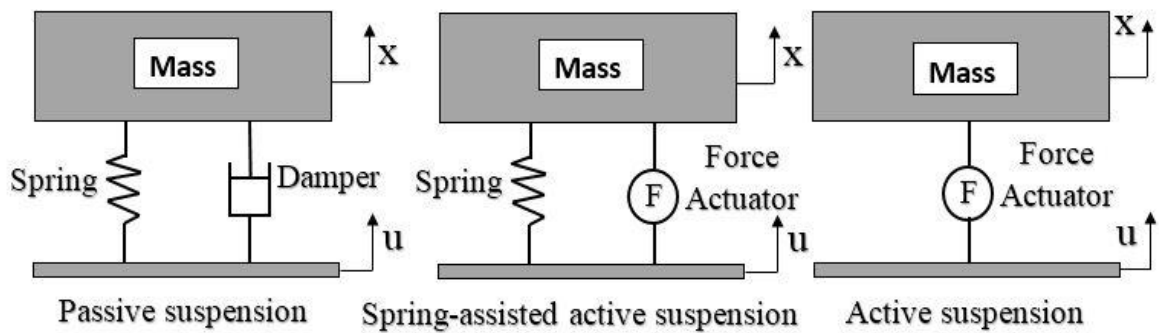 Mass
x
Spring
Damper
u
Passive suspension
Mass
x
Spring
F
Force
Actuator
u
Spring-assisted active suspension
Mass
x
F
Force
Actuator
u
Active suspension